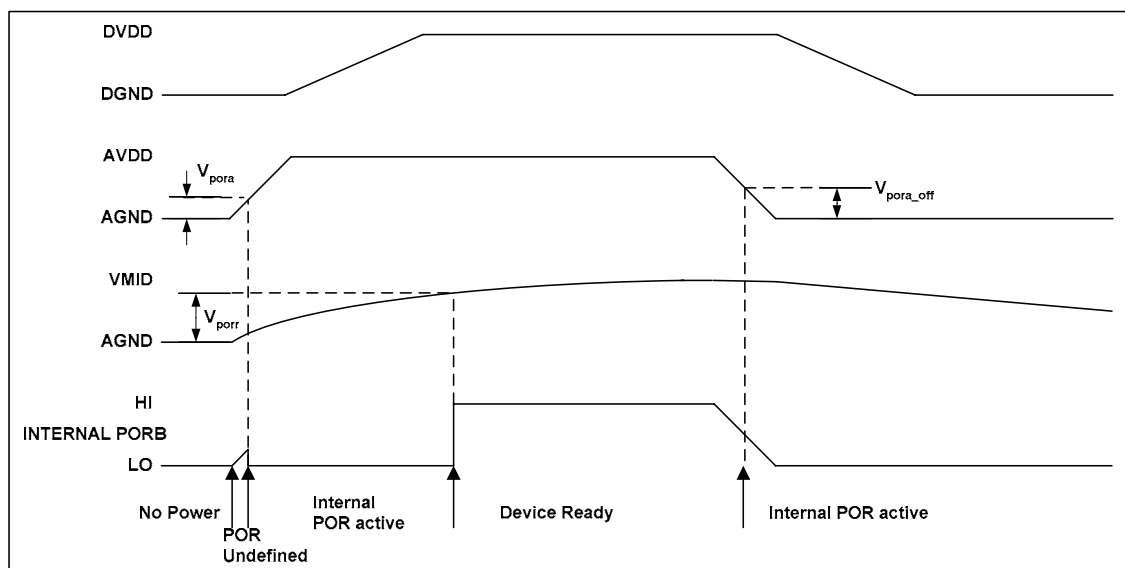 DVDD
DGND
AVDD
Vpora
Vpora_off
AGND
VMID
Vporr
AGND
HI
INTERNAL PORB
LO
No Power
POR
Undefined
Internal
POR active
Device Ready
Internal POR active